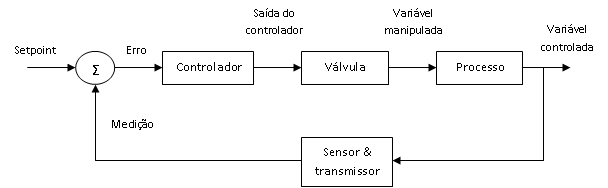 Saída do
controlador
Variável
manipulada
Variável
controlada
Setpoint
Erro
Σ
Controlador
Válvula
Processo
Medição
Sensor &
transmissor